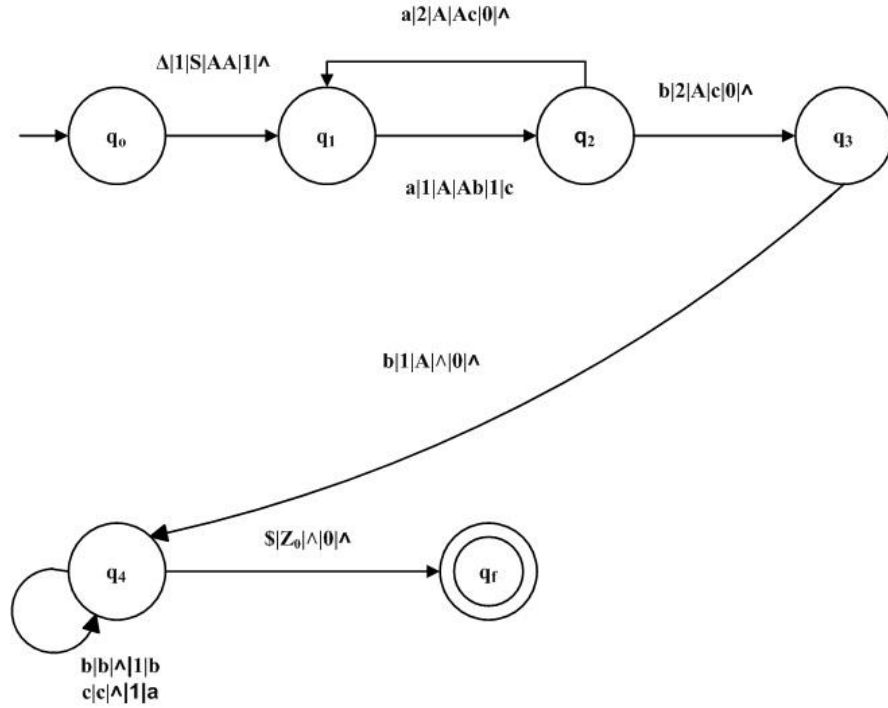 a|2|A|Ac|0|∧
Δ|1|S|AA|1|∧
b|2|A|c|0|∧
q₀
q₁
q₂
q₃
a|1|A|Ab|1|c
b|1|A|∧|0|∧
$|Z₀|∧|0|∧
q₄
q_f
b|b|∧|1|b
c|c|∧|1|a